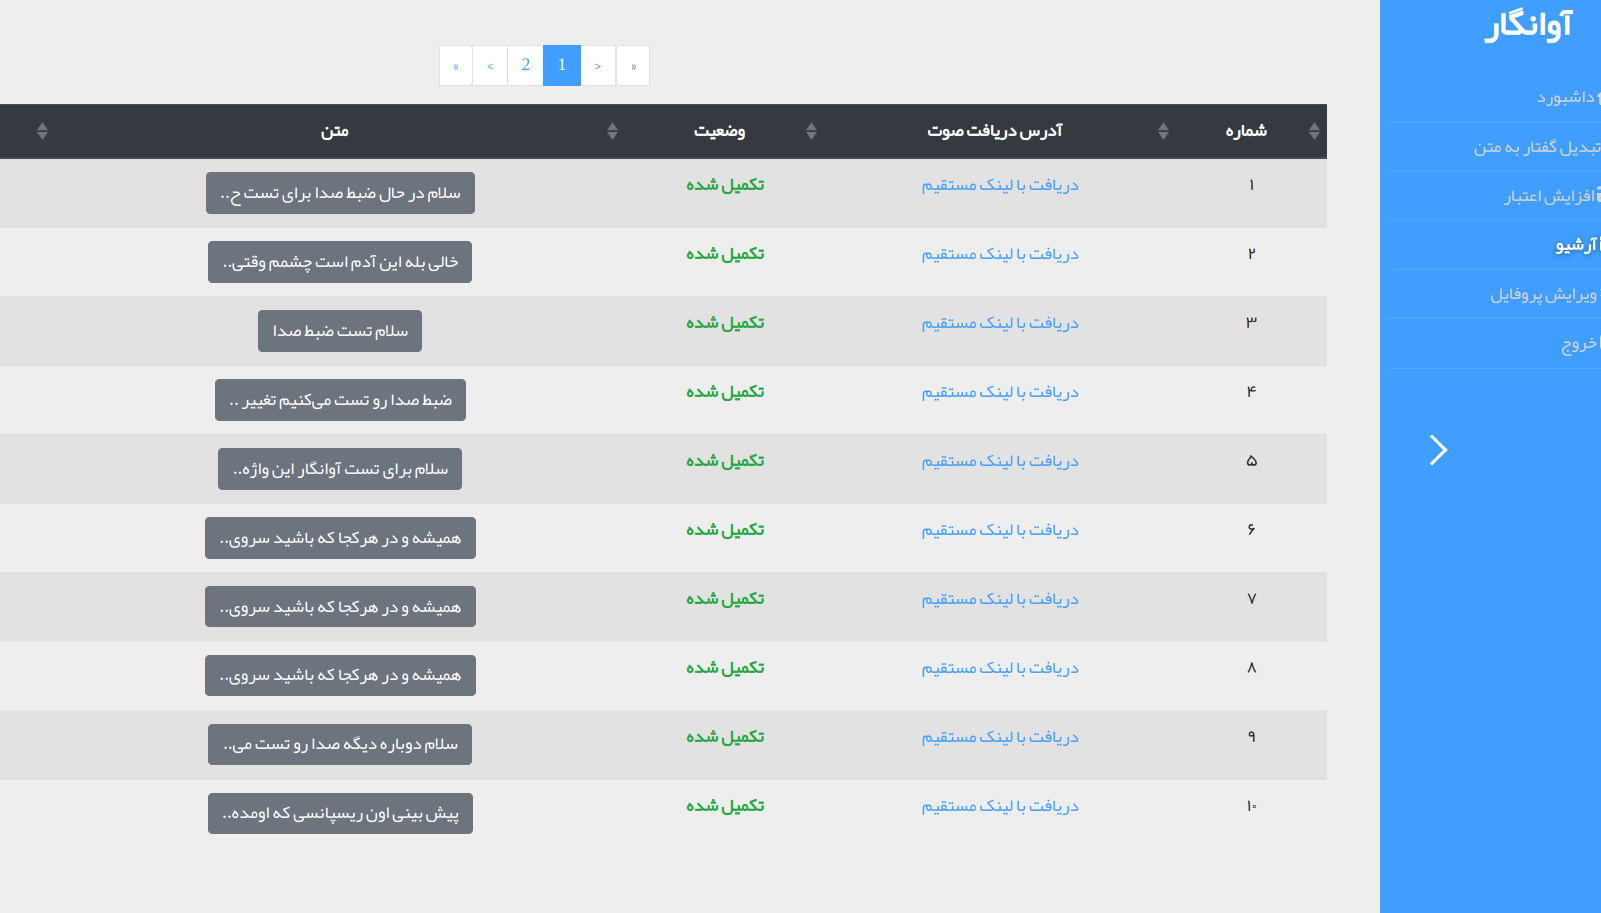 آوانگار
داشبورد
تبدیل گفتار به متن
افزایش اعتبار
آرشیو
ویرایش پروفایل
خروج
« < 1 2 > »
شماره آدرس دریافت صوت وضعیت متن
۱ دریافت با لینک مستقیم تکمیل شده سلام در حال ضبط صدا برای تست ح..
۲ دریافت با لینک مستقیم تکمیل شده خالی بله این آدم است چشمم وقتی..
۳ دریافت با لینک مستقیم تکمیل شده سلام تست ضبط صدا
۴ دریافت با لینک مستقیم تکمیل شده ضبط صدا رو تست می‌کنیم تغییر ..
۵ دریافت با لینک مستقیم تکمیل شده سلام برای تست آوانگار این واژه..
۶ دریافت با لینک مستقیم تکمیل شده همیشه و در هرکجا که باشید سروی..
۷ دریافت با لینک مستقیم تکمیل شده همیشه و در هرکجا که باشید سروی..
۸ دریافت با لینک مستقیم تکمیل شده همیشه و در هرکجا که باشید سروی..
۹ دریافت با لینک مستقیم تکمیل شده سلام دوباره دیگه صدا رو تست می..
۱۰ دریافت با لینک مستقیم تکمیل شده پیش بینی اون ریسپانسی که اومده..